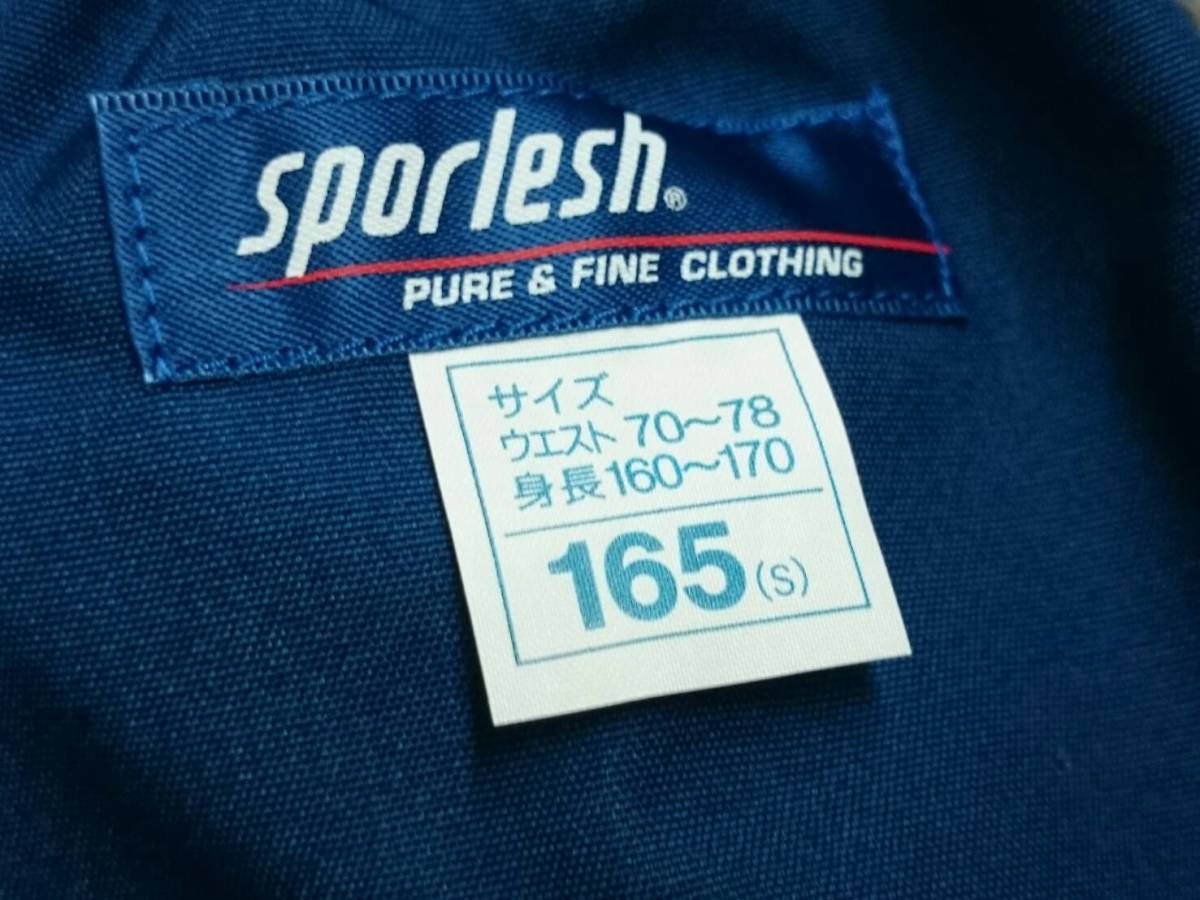 sporlesh®
PURE & FINE CLOTHING
サイズ
ウエスト 70〜78
身長160〜170
165(S)